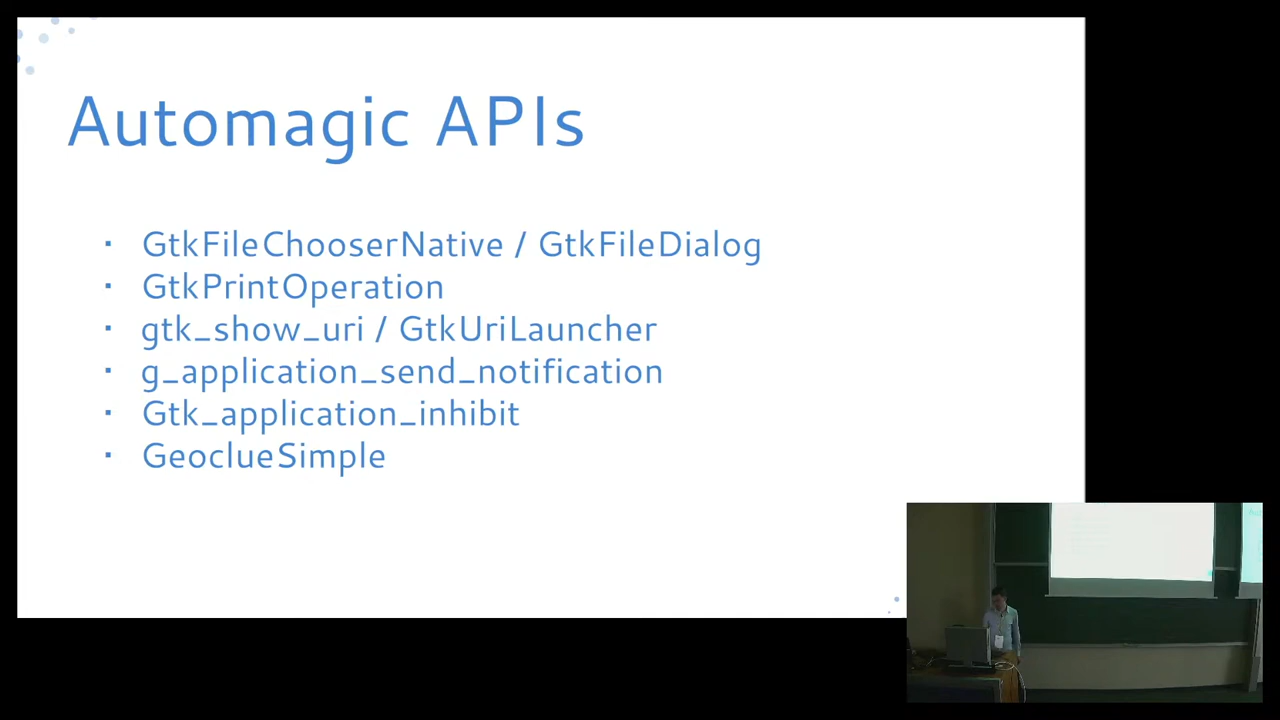 Automagic APIs
GtkFileChooserNative / GtkFileDialog
GtkPrintOperation
gtk_show_uri / GtkUriLauncher
g_application_send_notification
Gtk_application_inhibit
GeoclueSimple